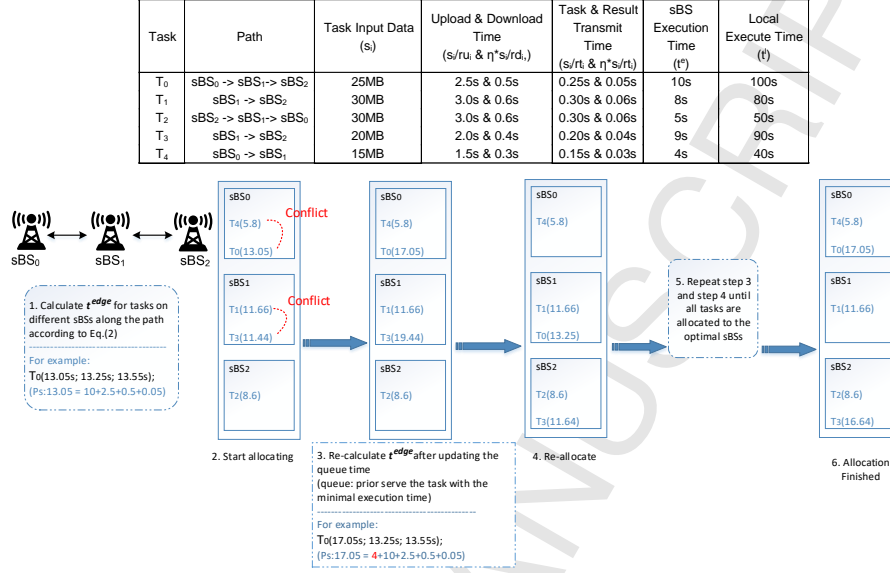 Task Path Task Input Data (sᵢ) Upload & Download Time (sᵢ/ruᵢ & η*sᵢ/rdᵢ,) Task & Result Transmit Time (sᵢ/rtᵢ & η*sᵢ/rtᵢ) sBS Execution Time (tᵉ) Local Execute Time (tˡ)
T₀ sBS₀ -> sBS₁-> sBS₂ 25MB 2.5s & 0.5s 0.25s & 0.05s 10s 100s
T₁ sBS₁ -> sBS₂ 30MB 3.0s & 0.6s 0.30s & 0.06s 8s 80s
T₂ sBS₂ -> sBS₁-> sBS₀ 30MB 3.0s & 0.6s 0.30s & 0.06s 5s 50s
T₃ sBS₁ -> sBS₂ 20MB 2.0s & 0.4s 0.20s & 0.04s 9s 90s
T₄ sBS₀ -> sBS₁ 15MB 1.5s & 0.3s 0.15s & 0.03s 4s 40s
sBS₀ sBS₁ sBS₂
1. Calculate t^edge for tasks on
different sBSs along the path
according to Eq.(2)
For example:
T₀(13.05s; 13.25s; 13.55s);
(Ps:13.05 = 10+2.5+0.5+0.05)
sBS0
T₄(5.8)
Conflict
T₀(13.05)
sBS1
T₁(11.66)
Conflict
T₃(11.44)
sBS2
T₂(8.6)
2. Start allocating
sBS0
T₄(5.8)
T₀(17.05)
sBS1
T₁(11.66)
T₃(19.44)
sBS2
T₂(8.6)
3. Re-calculate t^edge after updating the
queue time
(queue: prior serve the task with the
minimal execution time)
For example:
T₀(17.05s; 13.25s; 13.55s);
(Ps:17.05 = 4+10+2.5+0.5+0.05)
sBS0
T₄(5.8)
sBS1
T₁(11.66)
T₀(13.25)
sBS2
T₂(8.6)
T₃(11.64)
4. Re-allocate
5. Repeat step 3
and step 4 until
all tasks are
allocated to the
optimal sBSs
sBS0
T₄(5.8)
T₀(17.05)
sBS1
T₁(11.66)
sBS2
T₂(8.6)
T₃(16.64)
6. Allocation
Finished